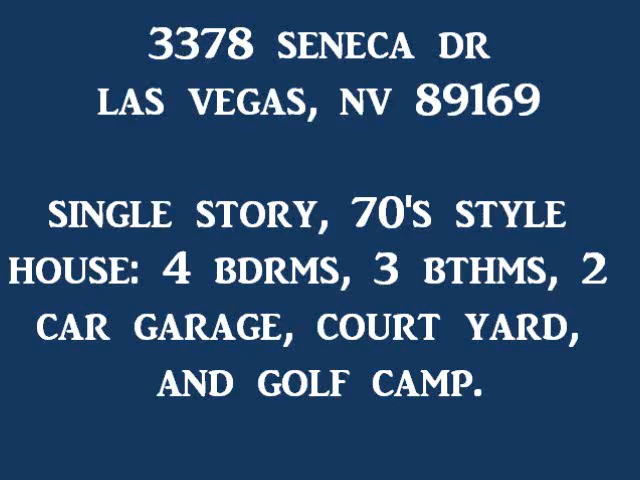 3378 SENECA DR
LAS VEGAS, NV 89169
SINGLE STORY, 70'S STYLE
HOUSE: 4 BDRMS, 3 BTHMS, 2
CAR GARAGE, COURT YARD,
AND GOLF CAMP.